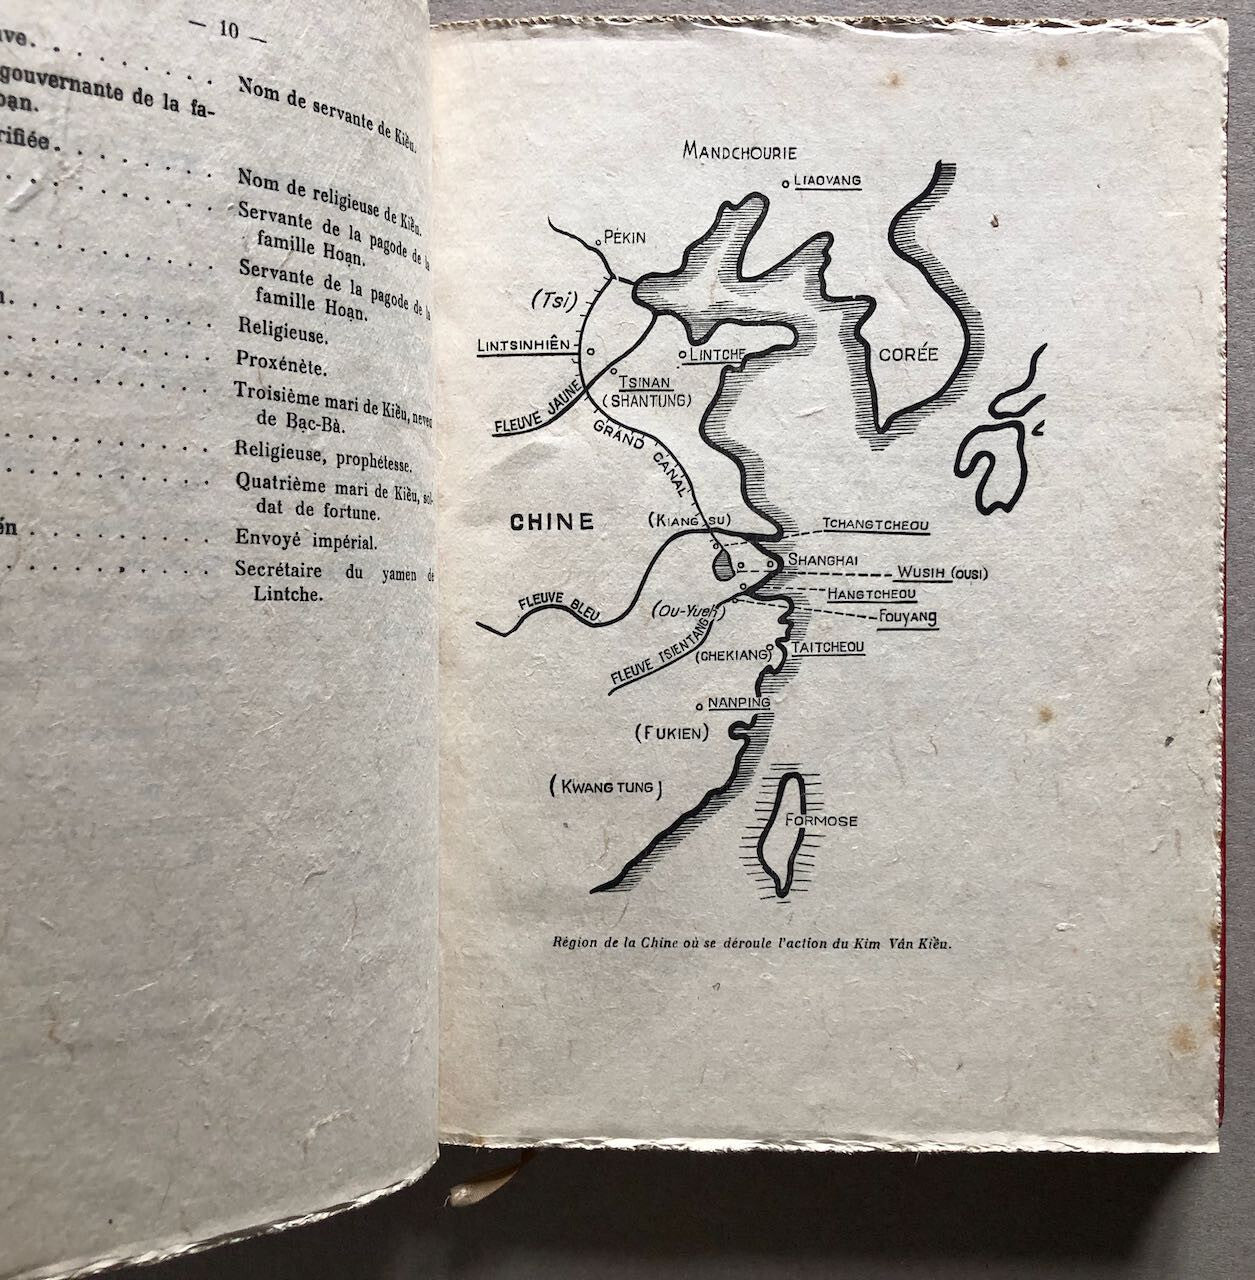 — 10 —
Nom de servante de Kiều.
gouvernante de la fa-
Nom de religieuse de Kiều.
Servante de la pagode de la
famille Hoạn.
Servante de la pagode de la
famille Hoạn.
Religieuse.
Proxénète.
Troisième mari de Kiều, neveu
de Bạc-Bà.
Religieuse, prophétesse.
Quatrième mari de Kiều, sol-
dat de fortune.
Envoyé impérial.
Secrétaire du yamen de
Lintche.
MANDCHOURIE
LIAOYANG
PÉKIN
(Tsi)
LINTSINHIÊN
LINTCHE
CORÉE
TSINAN
(SHANTUNG)
FLEUVE JAUNE
GRAND CANAL
CHINE
(KIANG SU)
TCHANGTCHEOU
SHANGHAI
WUSIH (OUSI)
HANGTCHEOU
FLEUVE BLEU
(OU-YUEH)
FOUYANG
FLEUVE TSIENTANG
(CHEKIANG)
TAITCHEOU
NANPING
(FUKIEN)
(KWANG TUNG)
FORMOSE
Région de la Chine où se déroule l'action du Kim Vân Kiều.